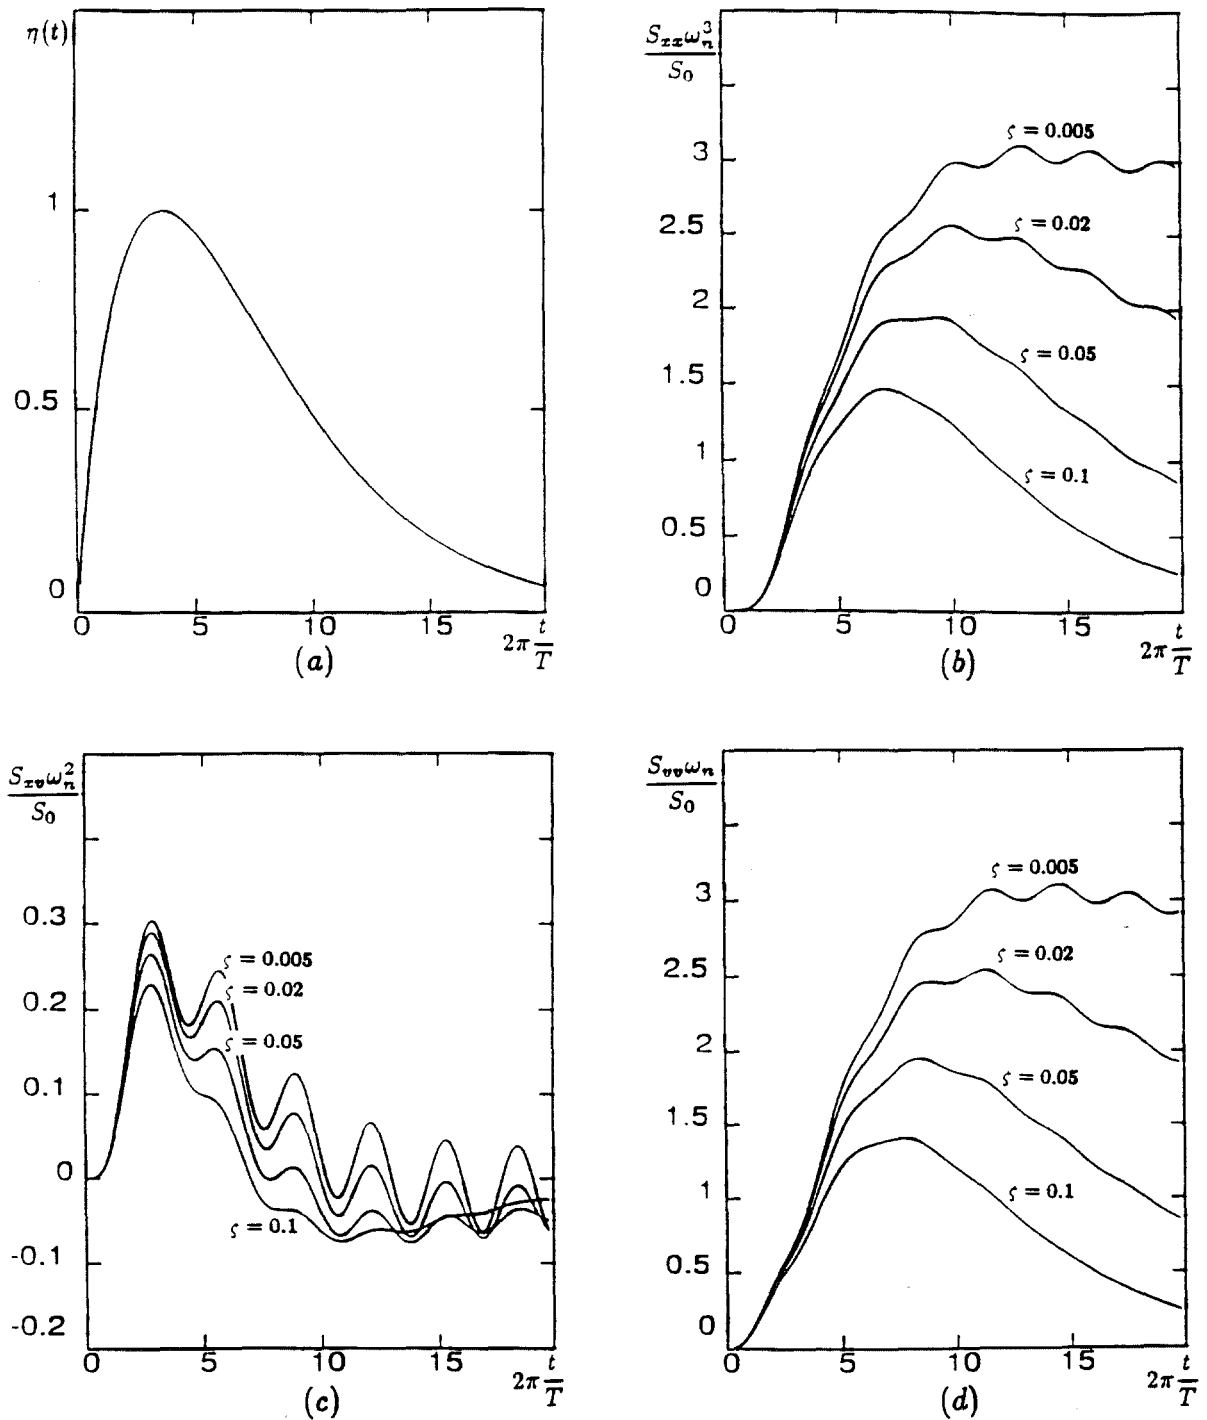 η(t)
1
0.5
0
0 5 10 15 2π t/T
(a)
S_xx ω_n^3 / S_0
3
2.5
2
1.5
1
0.5
0
ς = 0.005
ς = 0.02
ς = 0.05
ς = 0.1
0 5 10 15 2π t/T
(b)
S_xv ω_n^2 / S_0
0.3
0.2
0.1
0
-0.1
-0.2
ς = 0.005
ς = 0.02
ς = 0.05
ς = 0.1
0 5 10 15 2π t/T
(c)
S_vv ω_n / S_0
3
2.5
2
1.5
1
0.5
0
ς = 0.005
ς = 0.02
ς = 0.05
ς = 0.1
0 5 10 15 2π t/T
(d)